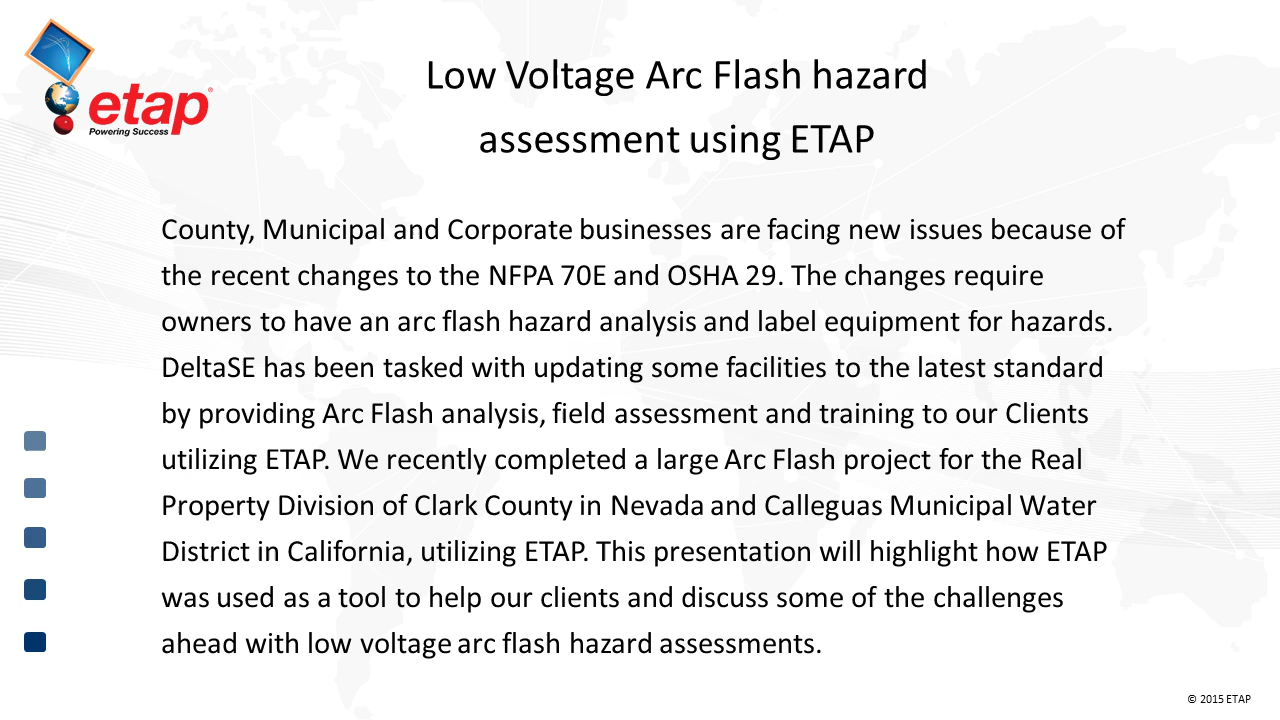 etap®
Powering Success
Low Voltage Arc Flash hazard
assessment using ETAP
County, Municipal and Corporate businesses are facing new issues because of
the recent changes to the NFPA 70E and OSHA 29. The changes require
owners to have an arc flash hazard analysis and label equipment for hazards.
DeltaSE has been tasked with updating some facilities to the latest standard
by providing Arc Flash analysis, field assessment and training to our Clients
utilizing ETAP. We recently completed a large Arc Flash project for the Real
Property Division of Clark County in Nevada and Calleguas Municipal Water
District in California, utilizing ETAP. This presentation will highlight how ETAP
was used as a tool to help our clients and discuss some of the challenges
ahead with low voltage arc flash hazard assessments.
© 2015 ETAP